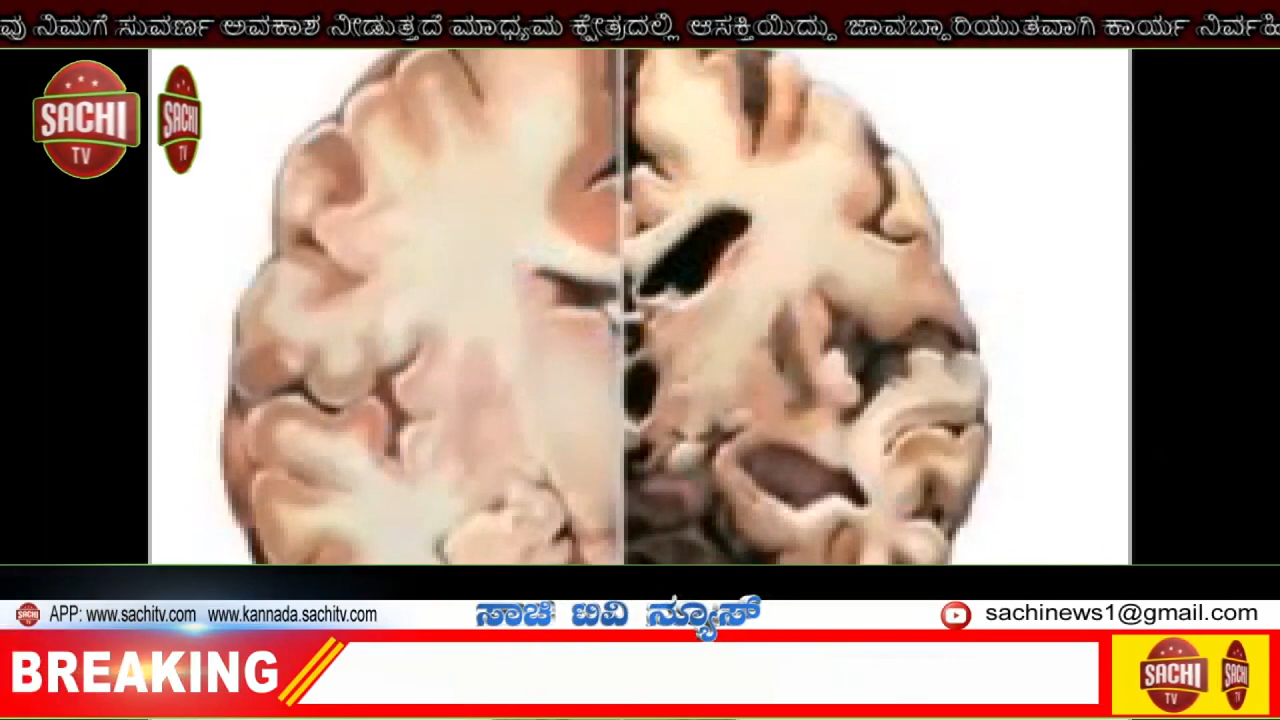 ವು ನಿಮಗೆ ಸುವರ್ಣ ಅವಕಾಶ ನೀಡುತ್ತದೆ ಮಾಧ್ಯಮ ಕ್ಷೇತ್ರದಲ್ಲಿ ಆಸಕ್ತಿಯಿದ್ದು ಜಾವಬ್ದಾರಿಯುತವಾಗಿ ಕಾರ್ಯ ನಿರ್ವಹಿ
SACHI TV
SACHI TV
SACHI APP: www.sachitv.com www.kannada.sachitv.com
ಸಾಚಿ ಟಿವಿ ನ್ಯೂಸ್
sachinews1@gmail.com
BREAKING
SACHI TV
SACHI TV